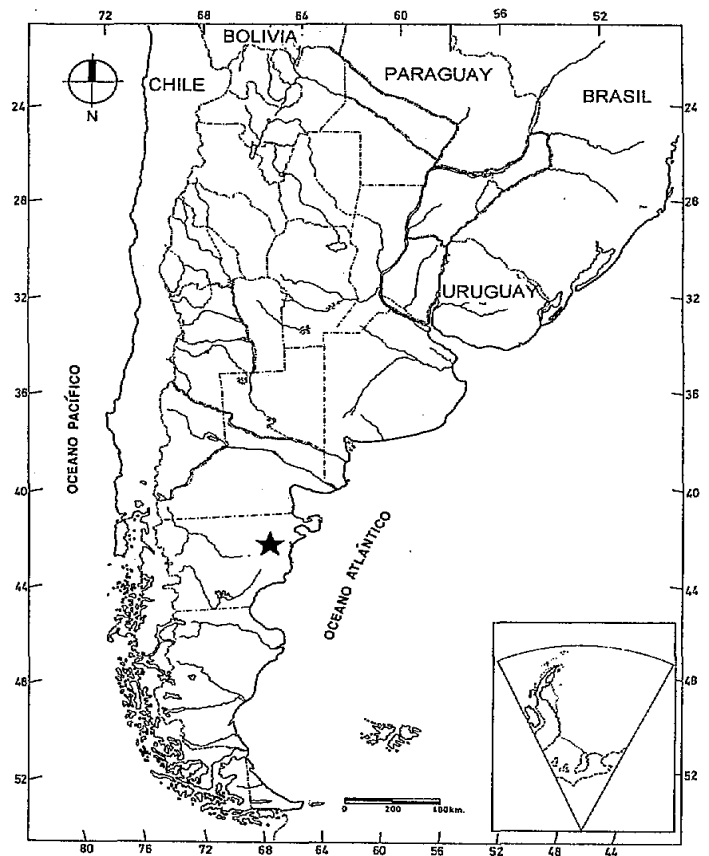 72 68 64 60 56 52
BOLIVIA
CHILE
PARAGUAY
BRASIL
N
24 24
28 28
URUGUAY
32 32
36 36
OCEANO PACÍFICO
40 40
OCEANO ATLÁNTICO
44 44
48 48
52 52
0 200 400km.
80 76 72 68 64 60 56 52 48 44